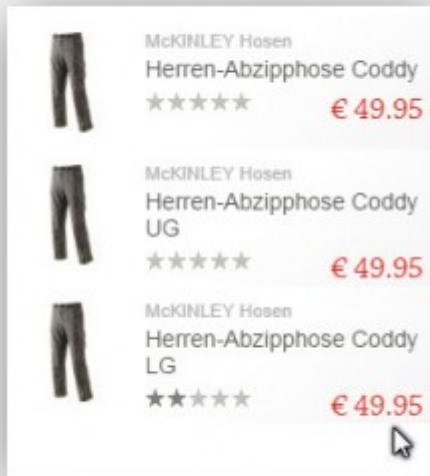 McKINLEY Hosen
Herren-Abzipphose Coddy
€ 49.95
McKINLEY Hosen
Herren-Abzipphose Coddy
UG
€ 49.95
McKINLEY Hosen
Herren-Abzipphose Coddy
LG
€ 49.95